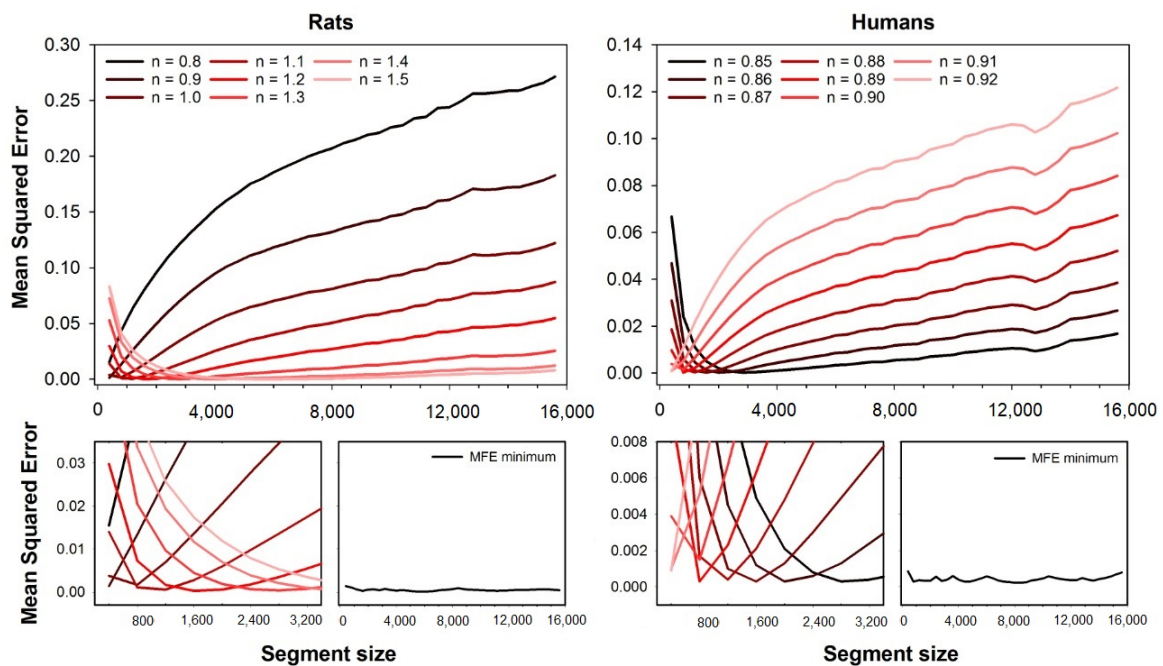 Rats
Humans
Mean Squared Error
0.30
0.25
0.20
0.15
0.10
0.05
0.00
n = 0.8 n = 1.1 n = 1.4
n = 0.9 n = 1.2 n = 1.5
n = 1.0 n = 1.3
0 4,000 8,000 12,000 16,000
0.14
0.12
0.10
0.08
0.06
0.04
0.02
0.00
n = 0.85 n = 0.88 n = 0.91
n = 0.86 n = 0.89 n = 0.92
n = 0.87 n = 0.90
0 4,000 8,000 12,000 16,000
Mean Squared Error
0.03
0.02
0.01
0.00
800 1,600 2,400 3,200
MFE minimum
0 4,000 8,000 12,000 16,000
Segment size
0.008
0.006
0.004
0.002
0.000
800 1,600 2,400 3,200
MFE minimum
0 4,000 8,000 12,000 16,000
Segment size